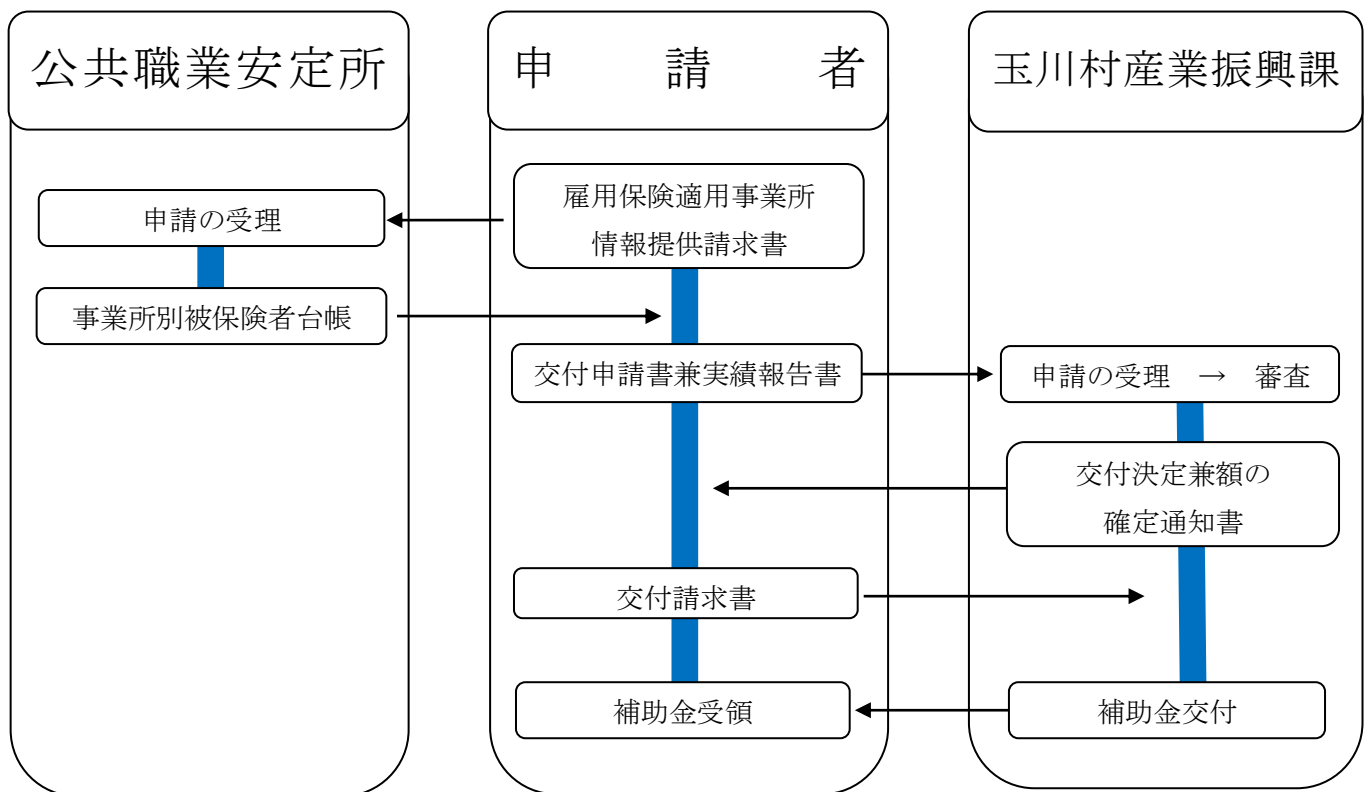 公共職業安定所
申請者
玉川村産業振興課
雇用保険適用事業所
情報提供請求書
申請の受理
事業所別被保険者台帳
交付申請書兼実績報告書
申請の受理 → 審査
交付決定兼額の
確定通知書
交付請求書
補助金受領
補助金交付